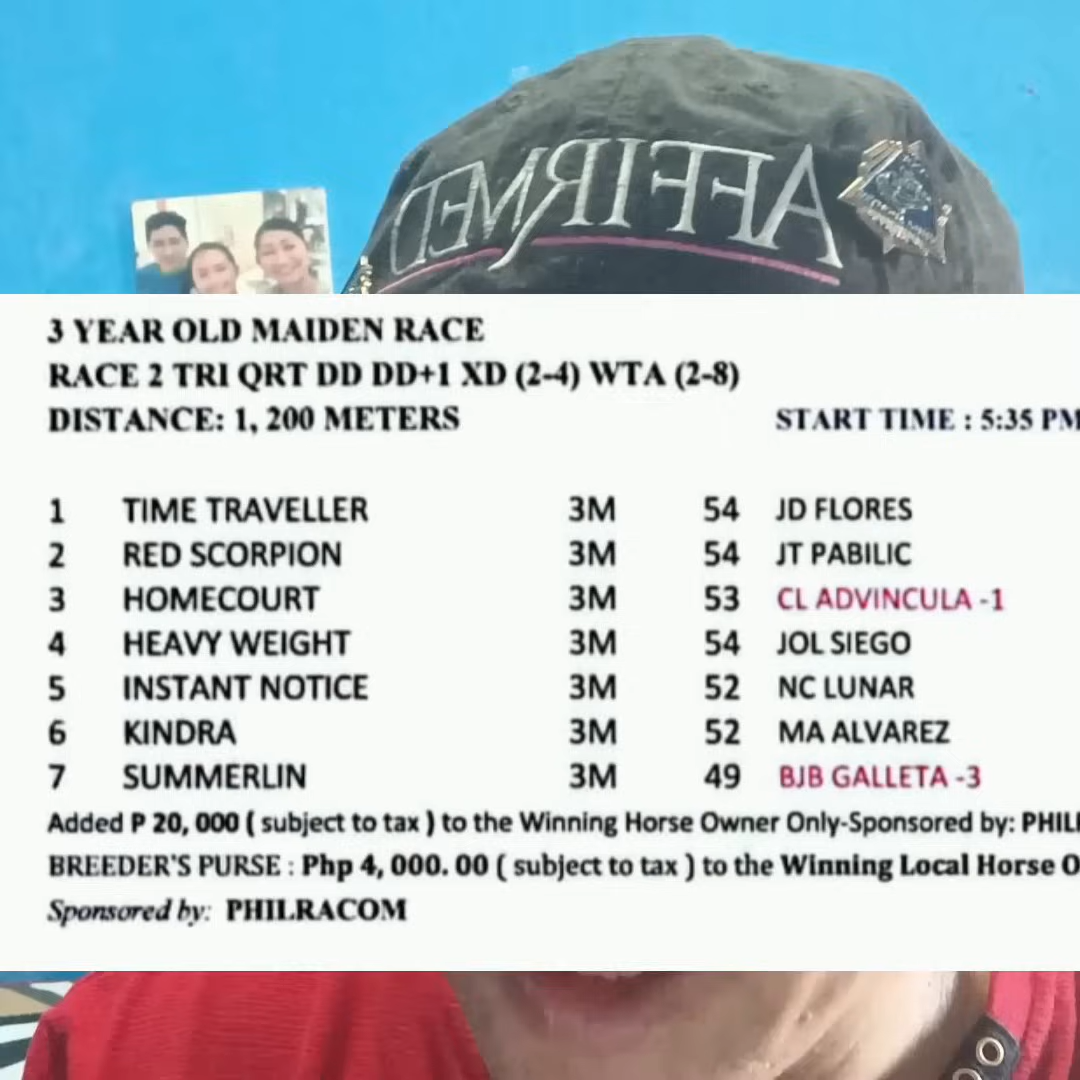 AFFIRMED
3 YEAR OLD MAIDEN RACE
RACE 2 TRI QRT DD DD+1 XD (2-4) WTA (2-8)
DISTANCE: 1, 200 METERS START TIME : 5:35 PM
1 TIME TRAVELLER 3M 54 JD FLORES
2 RED SCORPION 3M 54 JT PABILIC
3 HOMECOURT 3M 53 CL ADVINCULA -1
4 HEAVY WEIGHT 3M 54 JOL SIEGO
5 INSTANT NOTICE 3M 52 NC LUNAR
6 KINDRA 3M 52 MA ALVAREZ
7 SUMMERLIN 3M 49 BJB GALLETA -3
Added P 20, 000 ( subject to tax ) to the Winning Horse Owner Only-Sponsored by:
BREEDER'S PURSE : Php 4, 000. 00 ( subject to tax ) to the Winning Local Horse
Sponsored by: PHILRACOM